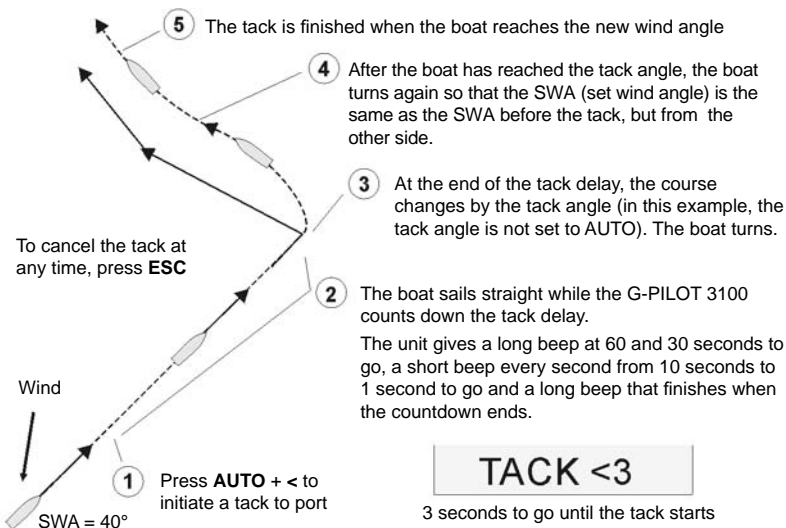 5 The tack is finished when the boat reaches the new wind angle
4 After the boat has reached the tack angle, the boat
turns again so that the SWA (set wind angle) is the
same as the SWA before the tack, but from the
other side.
3 At the end of the tack delay, the course
changes by the tack angle (in this example, the
tack angle is not set to AUTO). The boat turns.
To cancel the tack at
any time, press ESC
2 The boat sails straight while the G-PILOT 3100
counts down the tack delay.
The unit gives a long beep at 60 and 30 seconds to
go, a short beep every second from 10 seconds to
1 second to go and a long beep that finishes when
the countdown ends.
Wind
1 Press AUTO + < to
initiate a tack to port
SWA = 40°
TACK <3
3 seconds to go until the tack starts